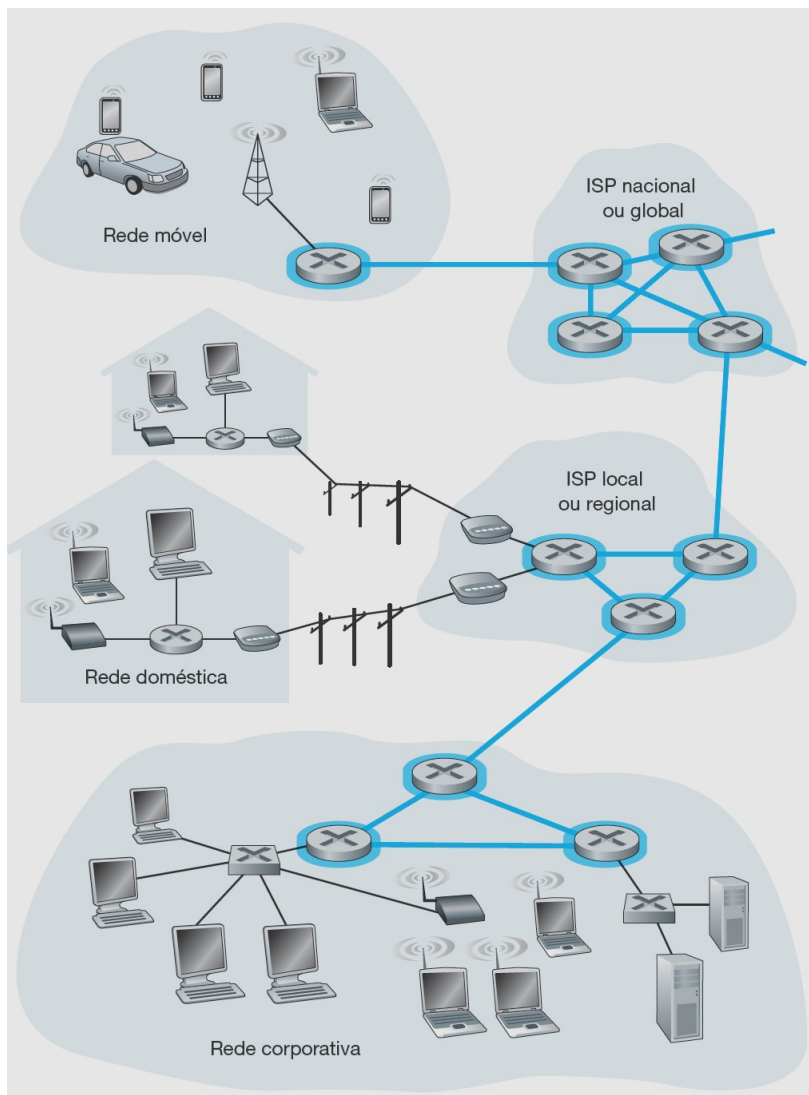 ISP nacional
ou global
Rede móvel
ISP local
ou regional
Rede doméstica
Rede corporativa